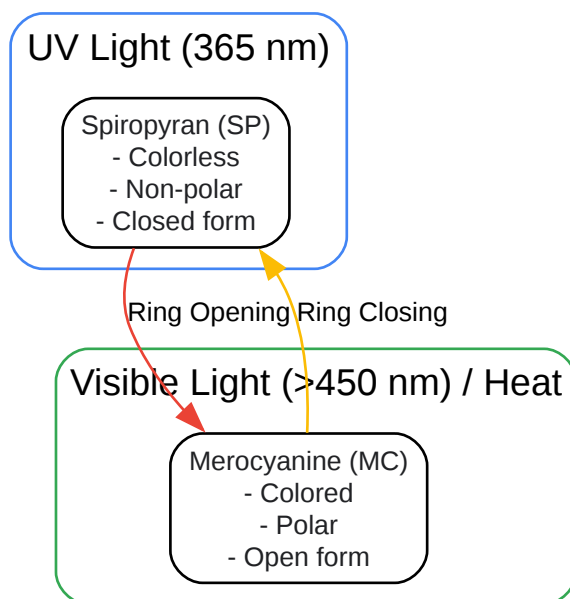 UV Light (365 nm)
Spiropyran (SP)
- Colorless
- Non-polar
- Closed form
Ring Opening
Ring Closing
Visible Light (>450 nm) / Heat
Merocyanine (MC)
- Colored
- Polar
- Open form